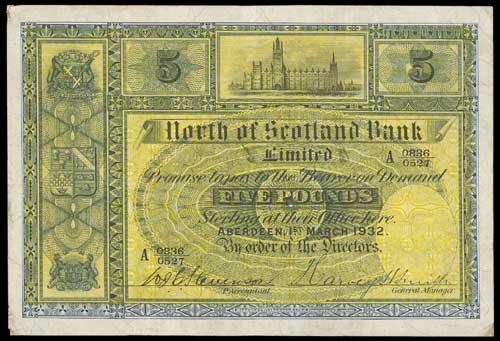 5
5
North of Scotland Bank
Limited
A 0836
0527
Promise to pay to the Bearer on Demand
FIVE POUNDS
Sterling at their Office here.
ABERDEEN, 1ST MARCH 1932.
By order of the Directors.
A 0836
0527
P. Accountant.
General Manager.